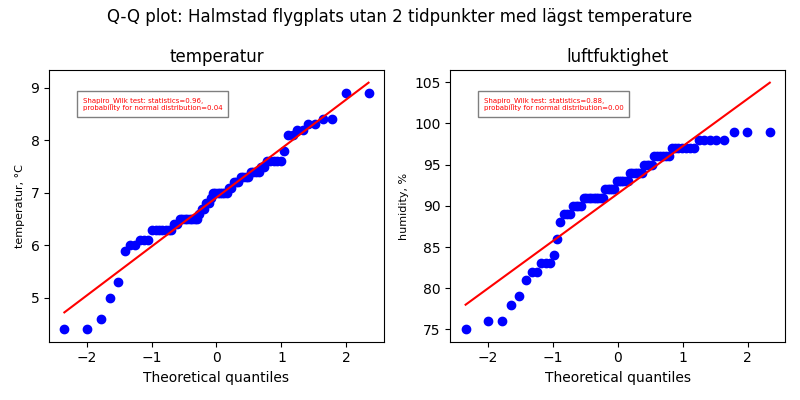 Q-Q plot: Halmstad flygplats utan 2 tidpunkter med lägst temperature
temperatur
luftfuktighet
Shapiro_Wilk test: statistics=0.96,
probability for normal distribution=0.04
Shapiro_Wilk test: statistics=0.88,
probability for normal distribution=0.00
temperatur, °C
9
8
7
6
5
−2
−1
0
1
2
Theoretical quantiles
humidity, %
105
100
95
90
85
80
75
−2
−1
0
1
2
Theoretical quantiles